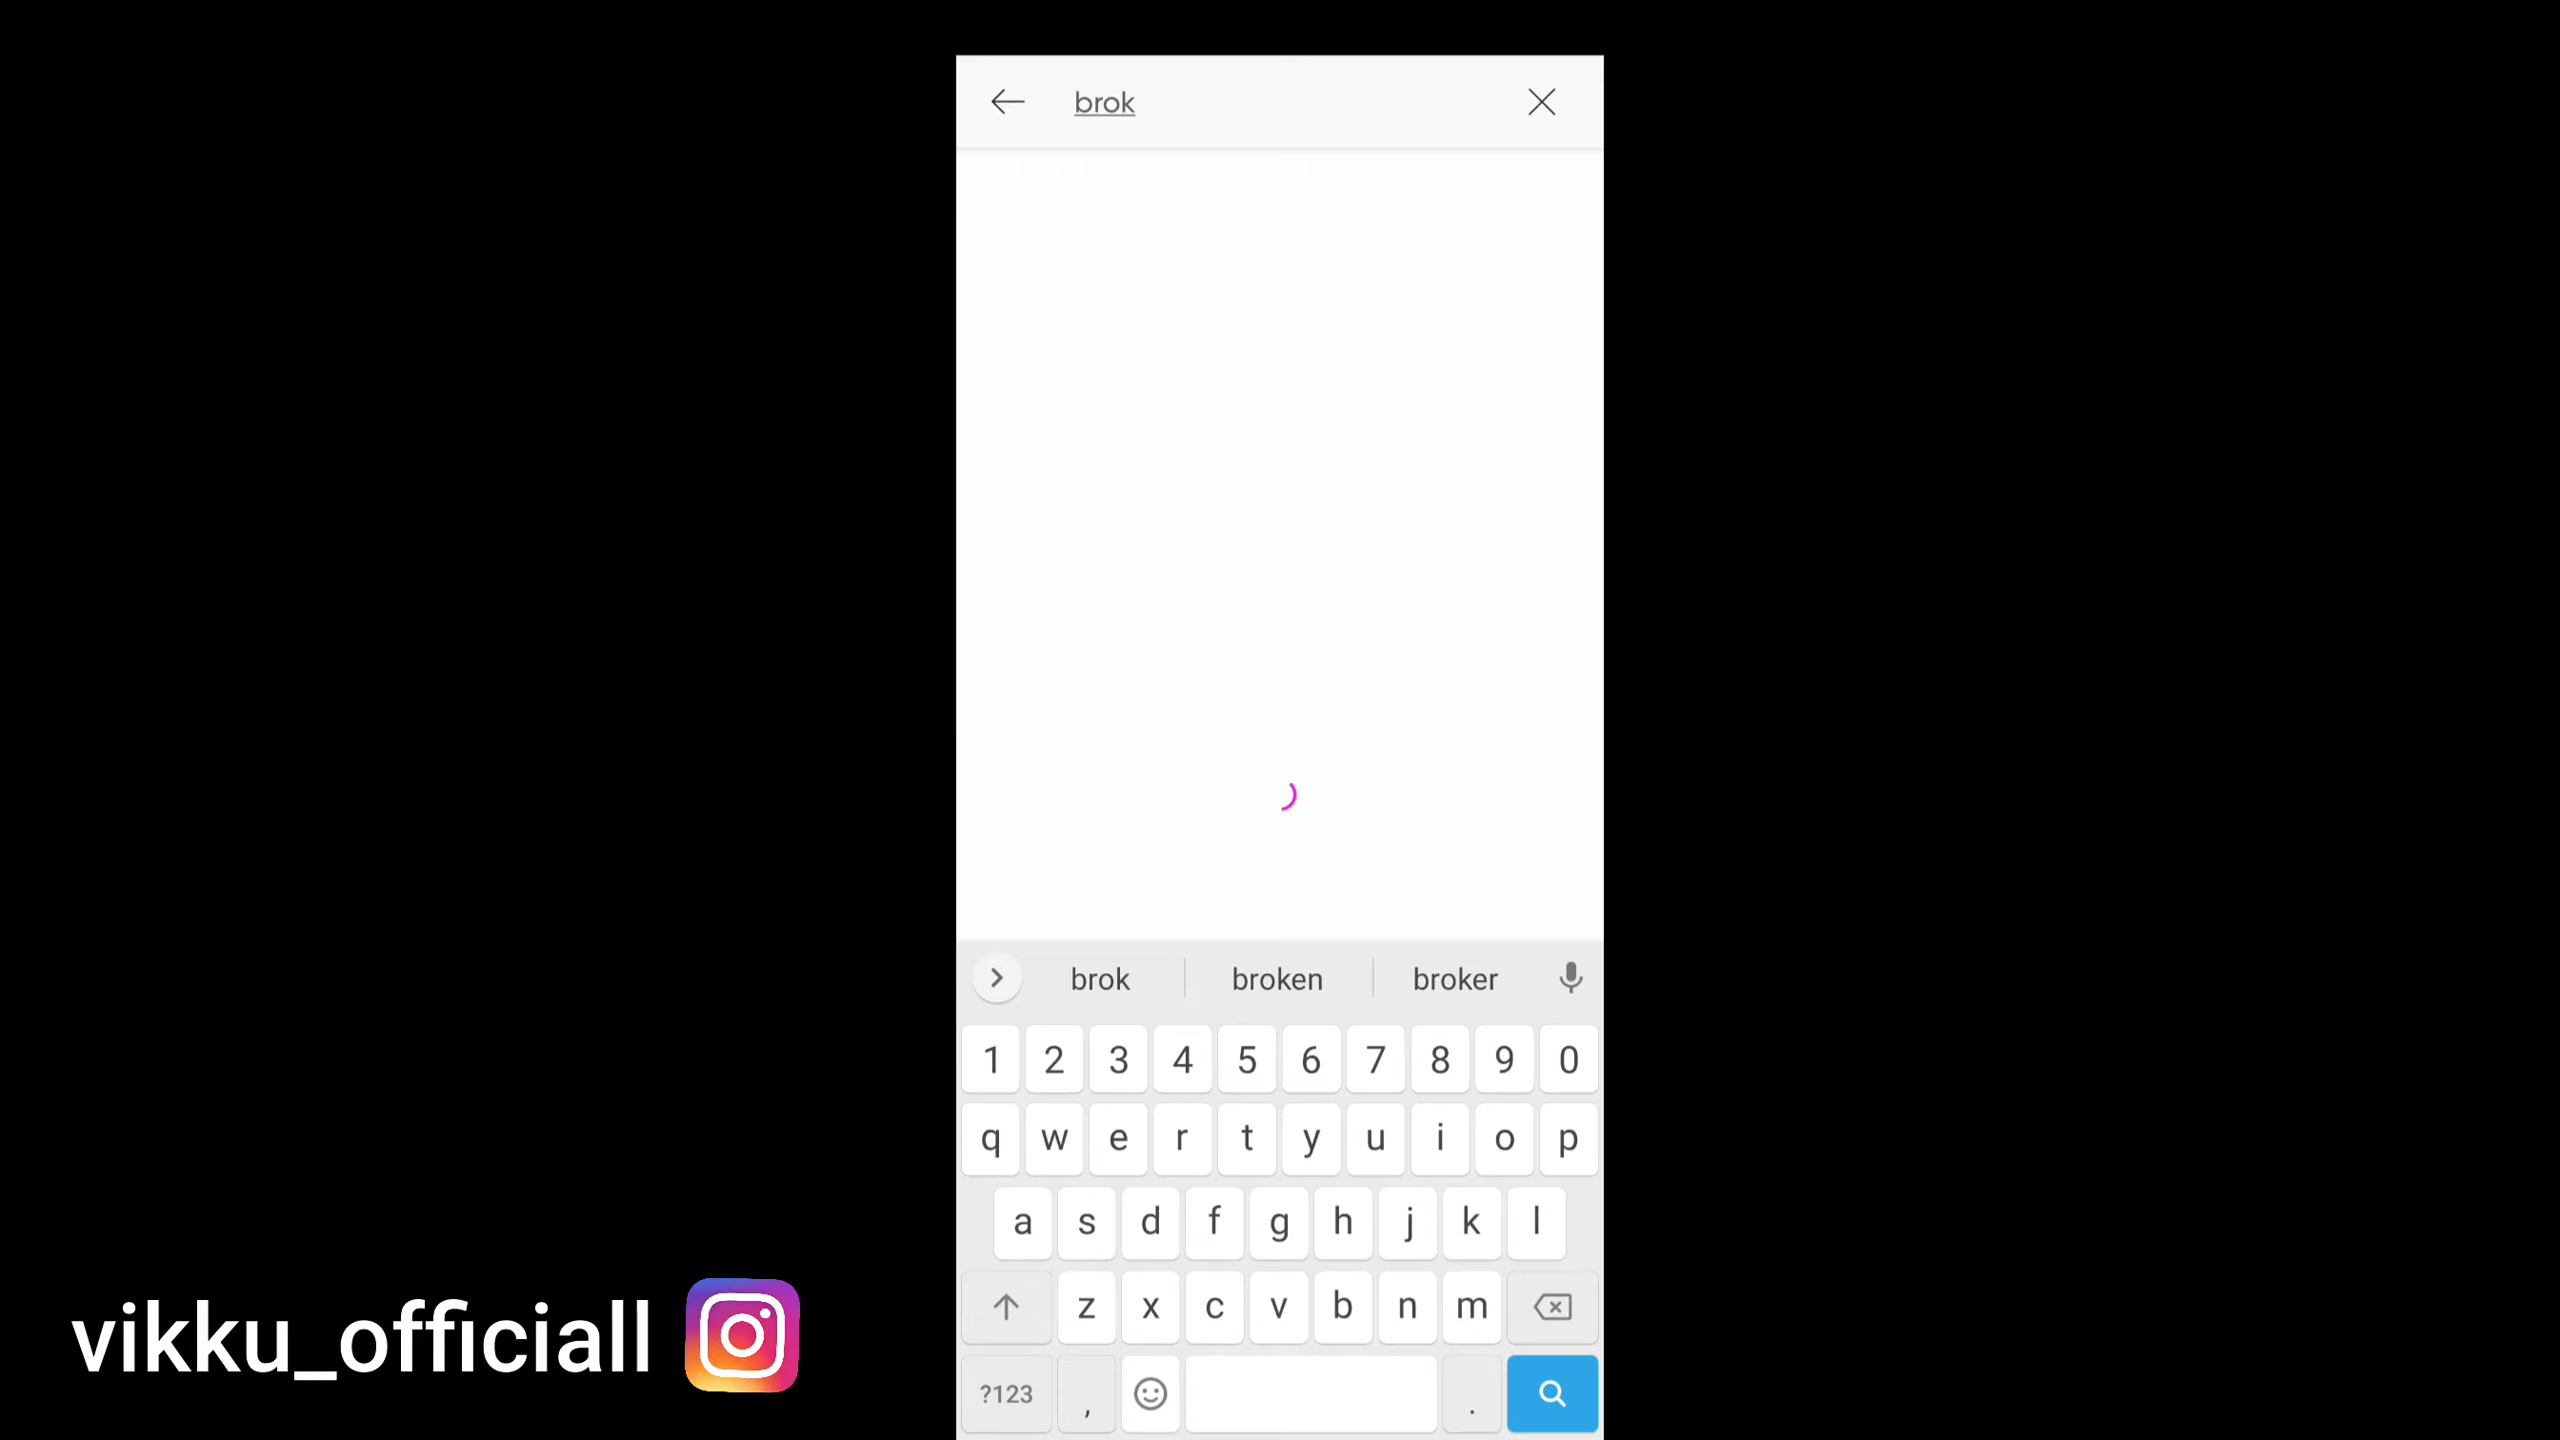 brok
brok broken broker
1 2 3 4 5 6 7 8 9 0
q w e r t y u i o p
a s d f g h j k l
z x c v b n m
?123 , .
vikku_officiall